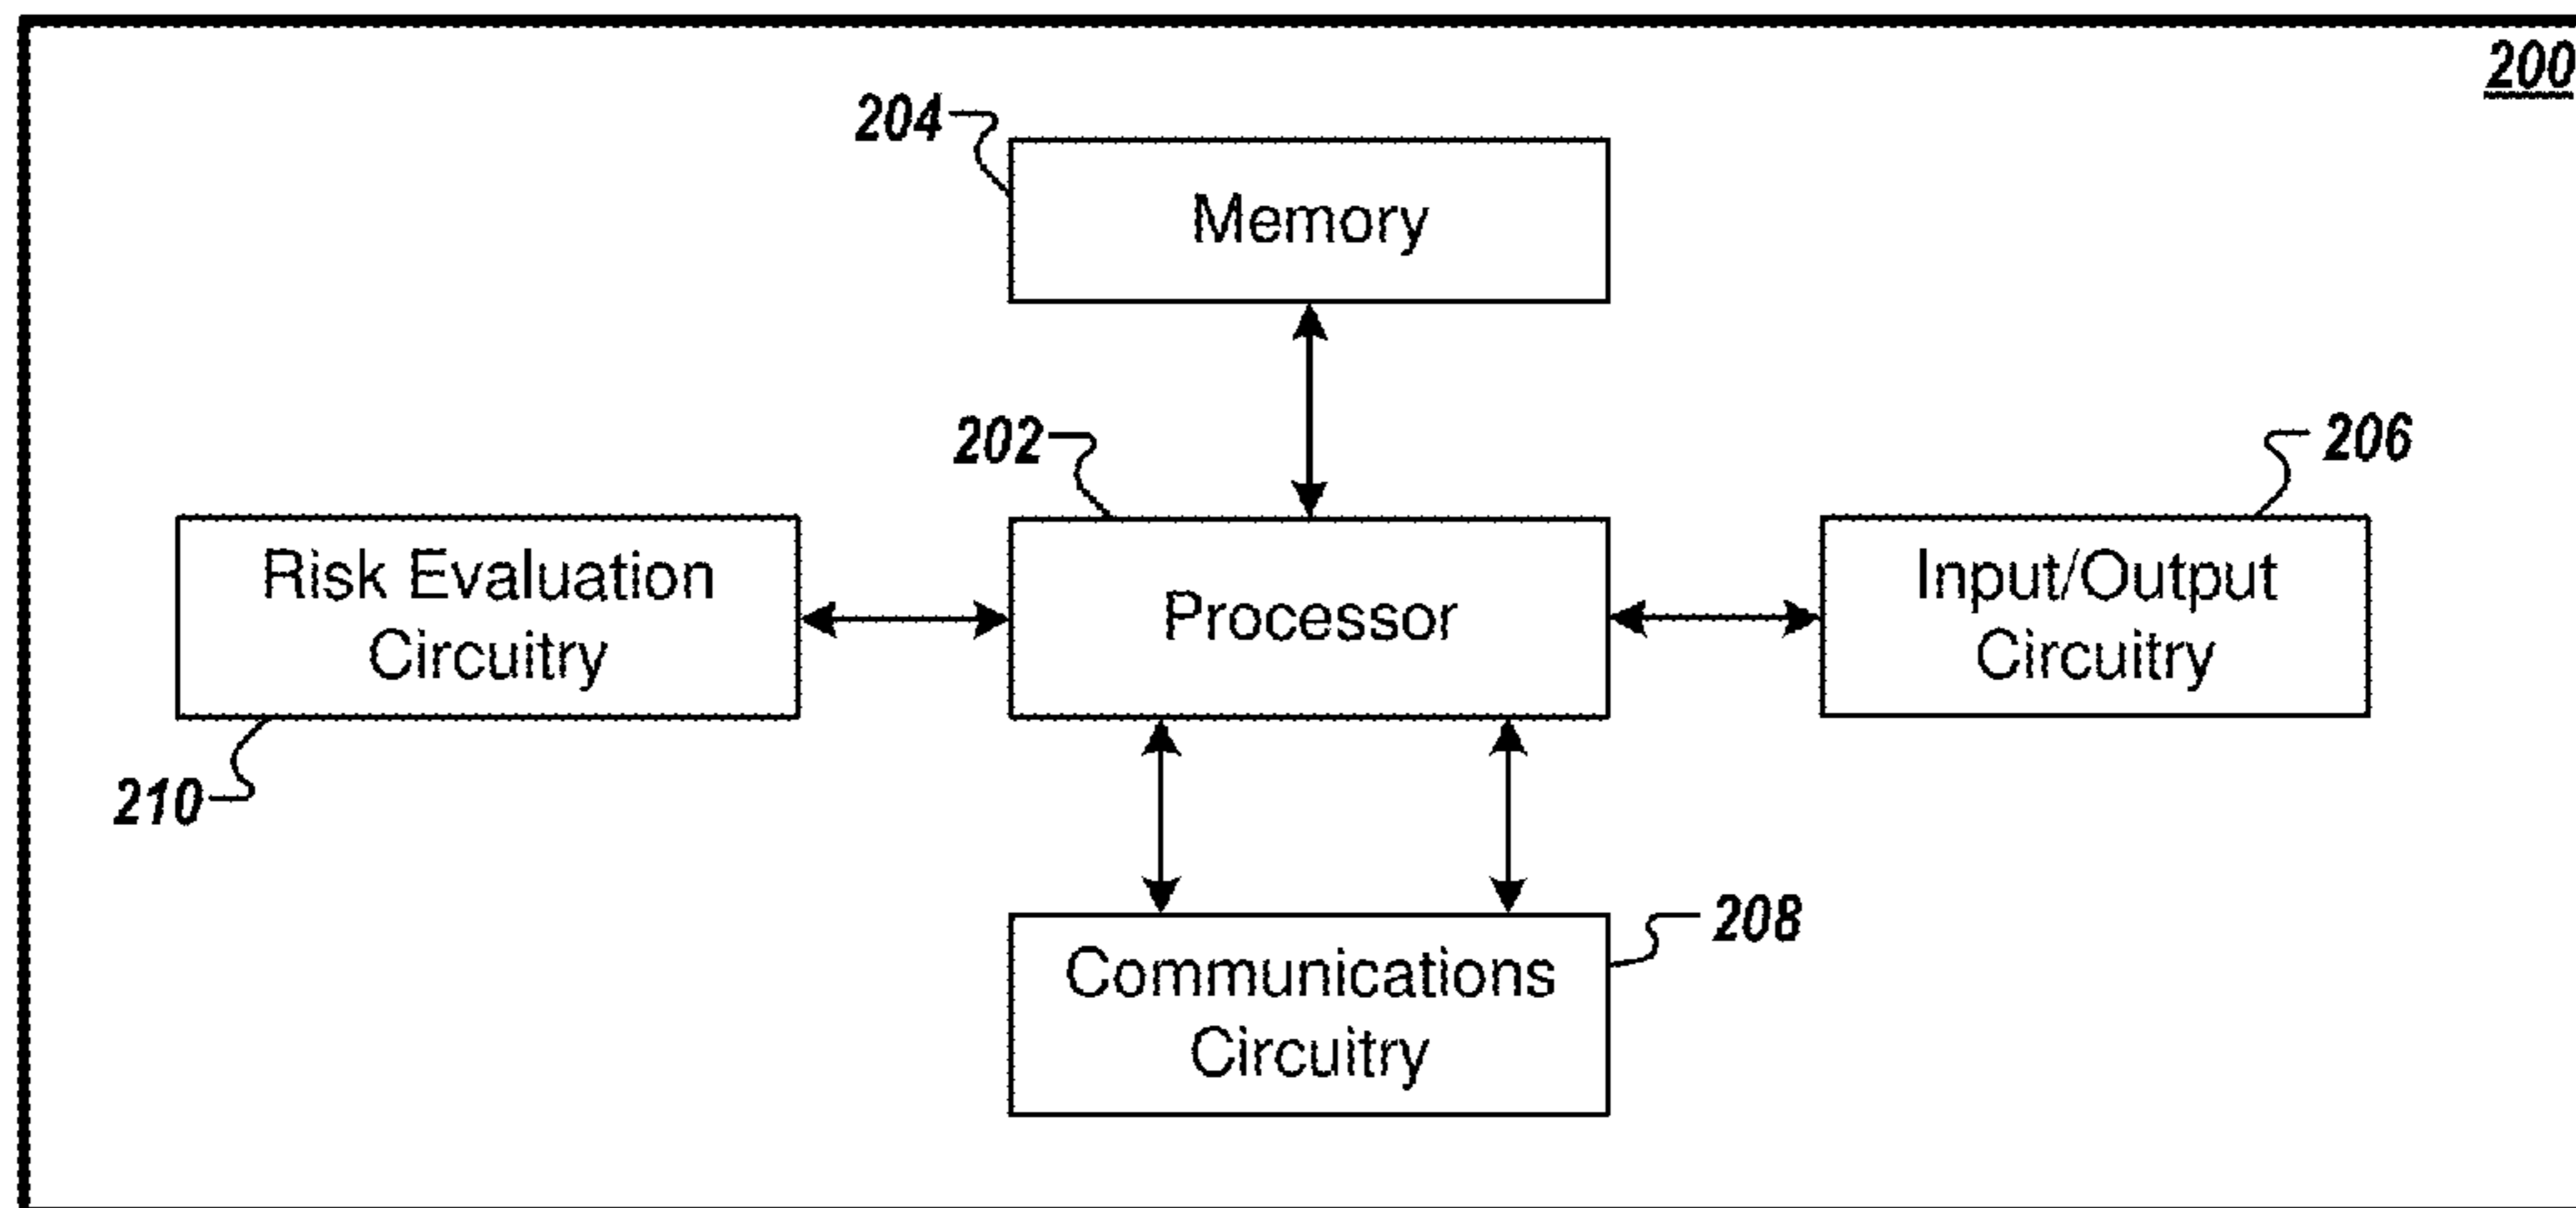 200
204
Memory
202
206
Risk Evaluation
Circuitry
Processor
Input/Output
Circuitry
210
208
Communications
Circuitry